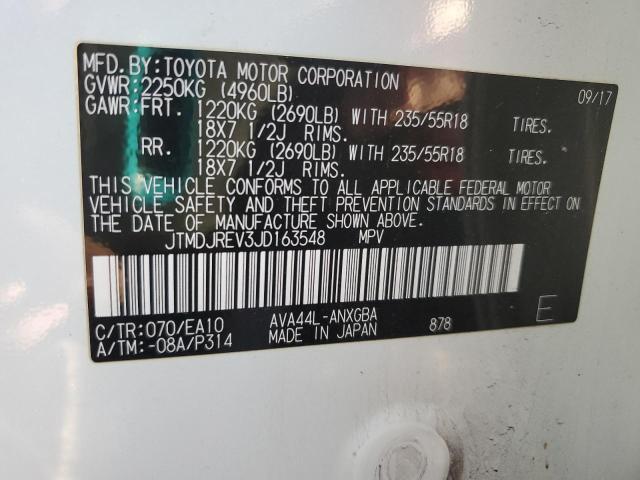 MFD. BY: TOYOTA MOTOR CORPORATION 09/17
GVWR: 2250KG (4960LB)
GAWR: FRT. 1220KG (2690LB) WITH 235/55R18 TIRES.
18X7 1/2J RIMS.
RR. 1220KG (2690LB) WITH 235/55R18 TIRES.
18X7 1/2J RIMS.
THIS VEHICLE CONFORMS TO ALL APPLICABLE FEDERAL MOTOR
VEHICLE SAFETY AND THEFT PREVENTION STANDARDS IN EFFECT ON
THE DATE OF MANUFACTURE SHOWN ABOVE.
JTMDJREV3JD163548 MPV
C/TR: 070/EA10 AVA44L-ANXGBA 878 E
A/TM: -08A/P314 MADE IN JAPAN